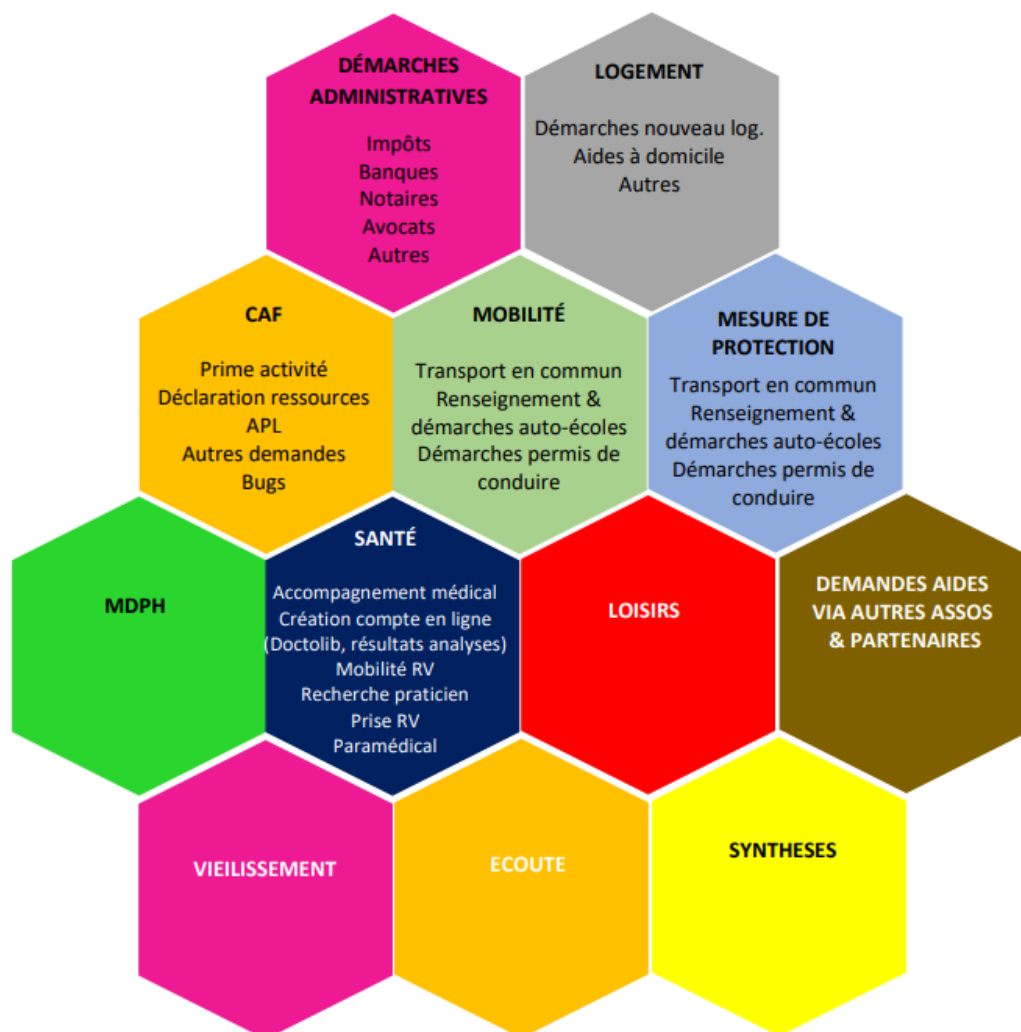 DÉMARCHES
ADMINISTRATIVES
Impôts
Banques
Notaires
Avocats
Autres
LOGEMENT
Démarches nouveau log.
Aides à domicile
Autres
CAF
Prime activité
Déclaration ressources
APL
Autres demandes
Bugs
MOBILITÉ
Transport en commun
Renseignement &
démarches auto-écoles
Démarches permis de
conduire
MESURE DE
PROTECTION
Transport en commun
Renseignement &
démarches auto-écoles
Démarches permis de
conduire
MDPH
SANTÉ
Accompagnement médical
Création compte en ligne
(Doctolib, résultats analyses)
Mobilité RV
Recherche praticien
Prise RV
Paramédical
LOISIRS
DEMANDES AIDES
VIA AUTRES ASSOS
& PARTENAIRES
VIEILISSEMENT
ECOUTE
SYNTHESES